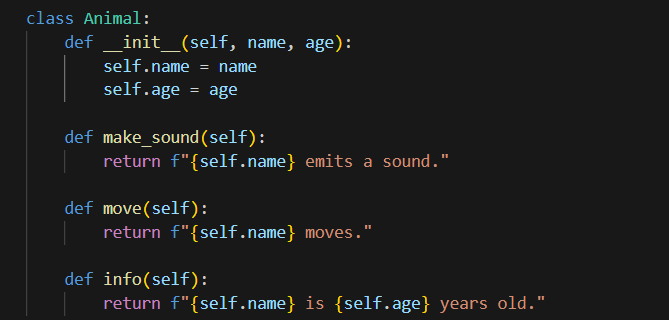 class Animal:
    def __init__(self, name, age):
        self.name = name
        self.age = age

    def make_sound(self):
        return f"{self.name} emits a sound."

    def move(self):
        return f"{self.name} moves."

    def info(self):
        return f"{self.name} is {self.age} years old."